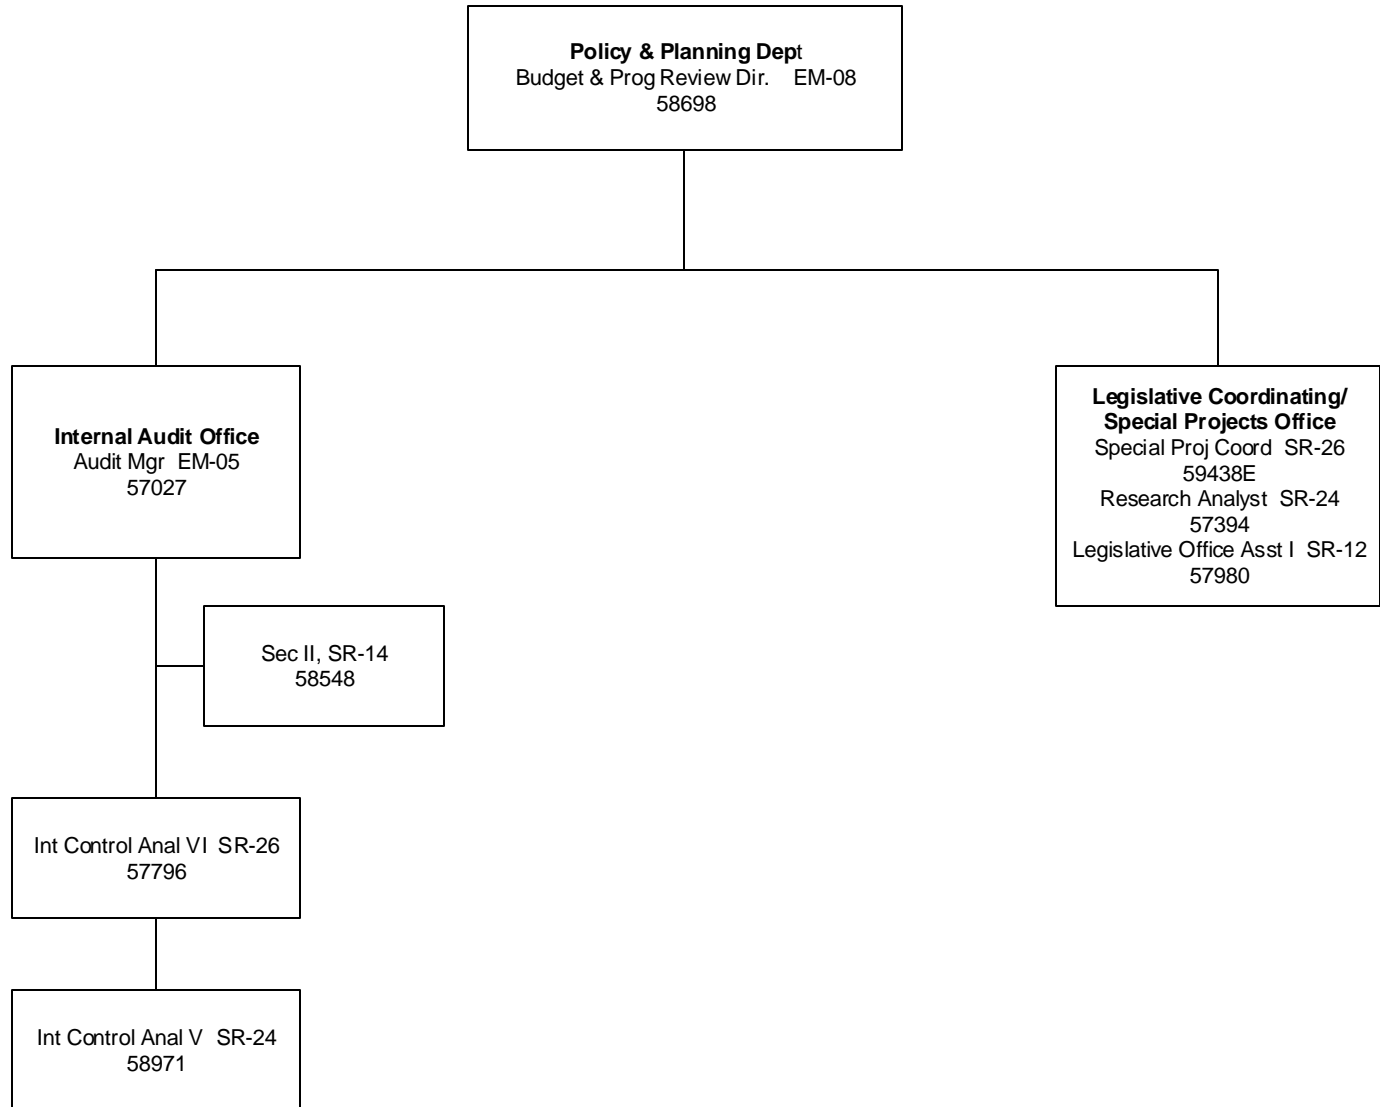 Policy & Planning Dept
Budget & Prog Review Dir. EM-08
58698
Internal Audit Office
Audit Mgr EM-05
57027
Legislative Coordinating/
Special Projects Office
Special Proj Coord SR-26
59438E
Research Analyst SR-24
57394
Legislative Office Asst I SR-12
57980
Sec II, SR-14
58548
Int Control Anal VI SR-26
57796
Int Control Anal V SR-24
58971